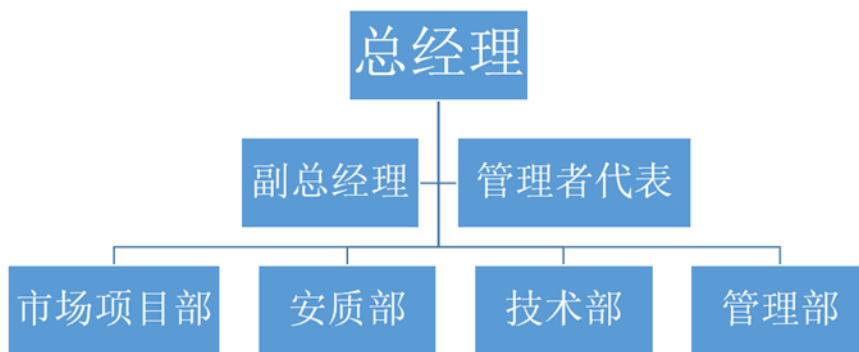 总经理
副总经理
管理者代表
市场项目部
安质部
技术部
管理部